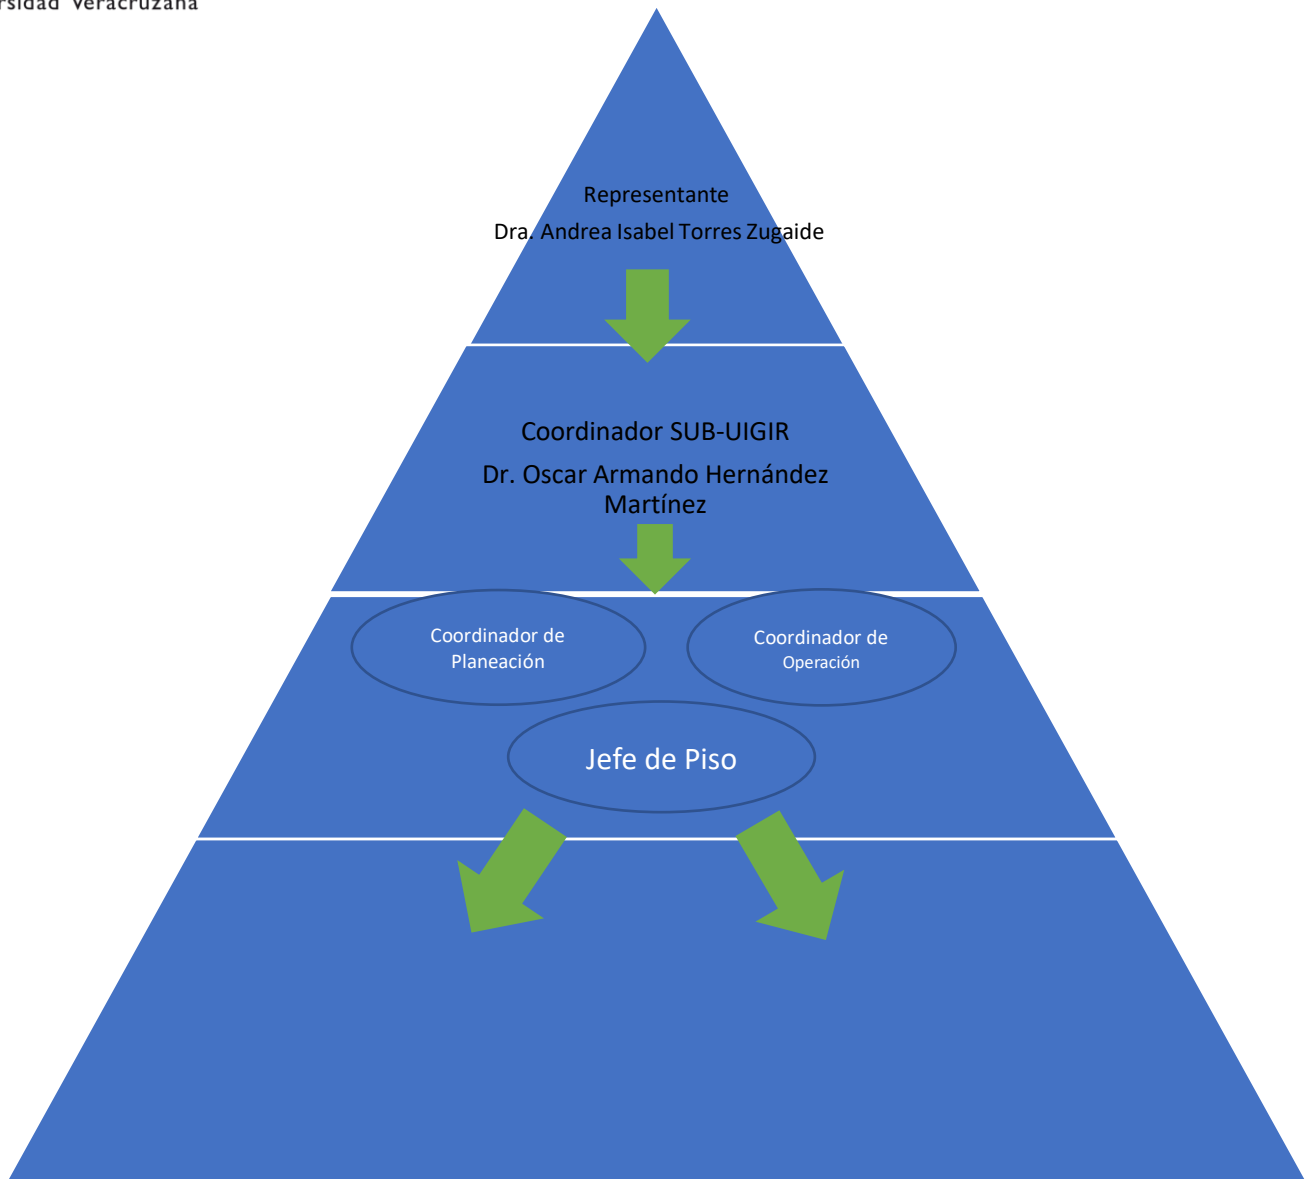 Veracruzana
Representante
Dra. Andrea Isabel Torres Zugaide
Coordinador SUB-UIGIR
Dr. Oscar Armando Hernández
Martínez
Coordinador de
Planeación
Coordinador de
Operación
Jefe de Piso